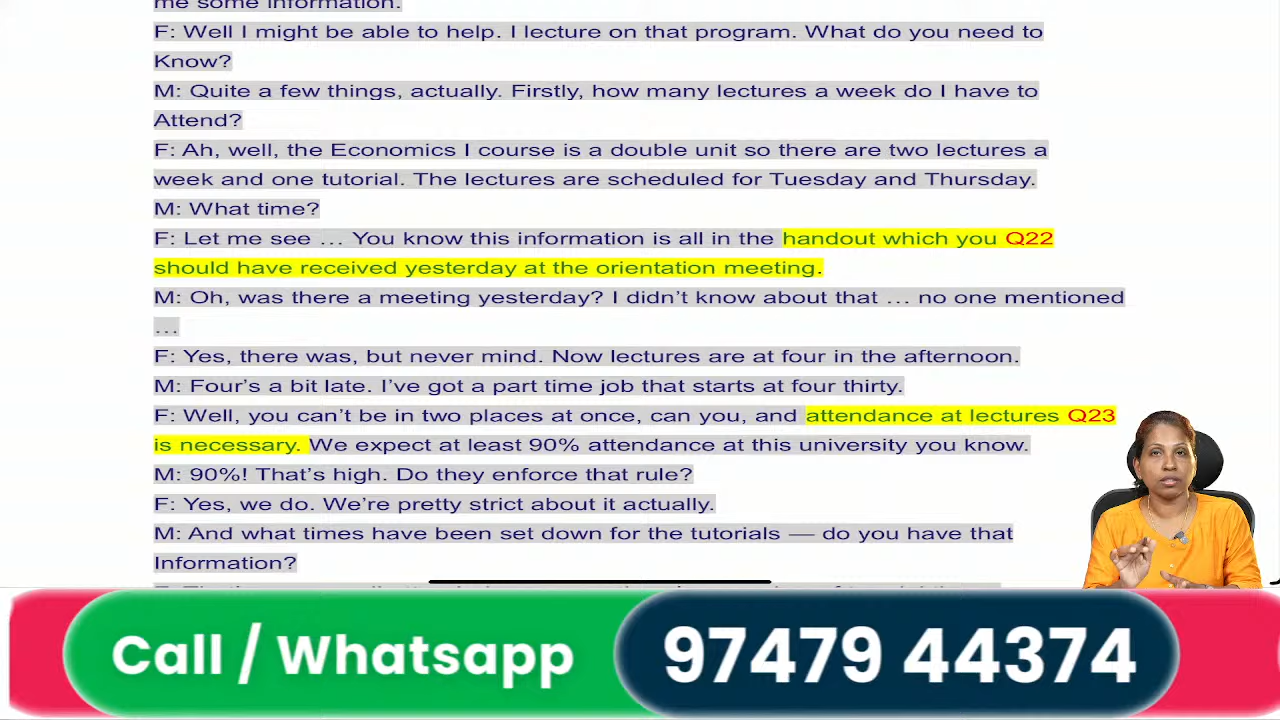 me some information.
F: Well I might be able to help. I lecture on that program. What do you need to
Know?
M: Quite a few things, actually. Firstly, how many lectures a week do I have to
Attend?
F: Ah, well, the Economics I course is a double unit so there are two lectures a
week and one tutorial. The lectures are scheduled for Tuesday and Thursday.
M: What time?
F: Let me see … You know this information is all in the handout which you Q22
should have received yesterday at the orientation meeting.
M: Oh, was there a meeting yesterday? I didn’t know about that … no one mentioned
…
F: Yes, there was, but never mind. Now lectures are at four in the afternoon.
M: Four’s a bit late. I’ve got a part time job that starts at four thirty.
F: Well, you can’t be in two places at once, can you, and attendance at lectures Q23
is necessary. We expect at least 90% attendance at this university you know.
M: 90%! That’s high. Do they enforce that rule?
F: Yes, we do. We’re pretty strict about it actually.
M: And what times have been set down for the tutorials — do you have that
Information?
Call / Whatsapp 97479 44374